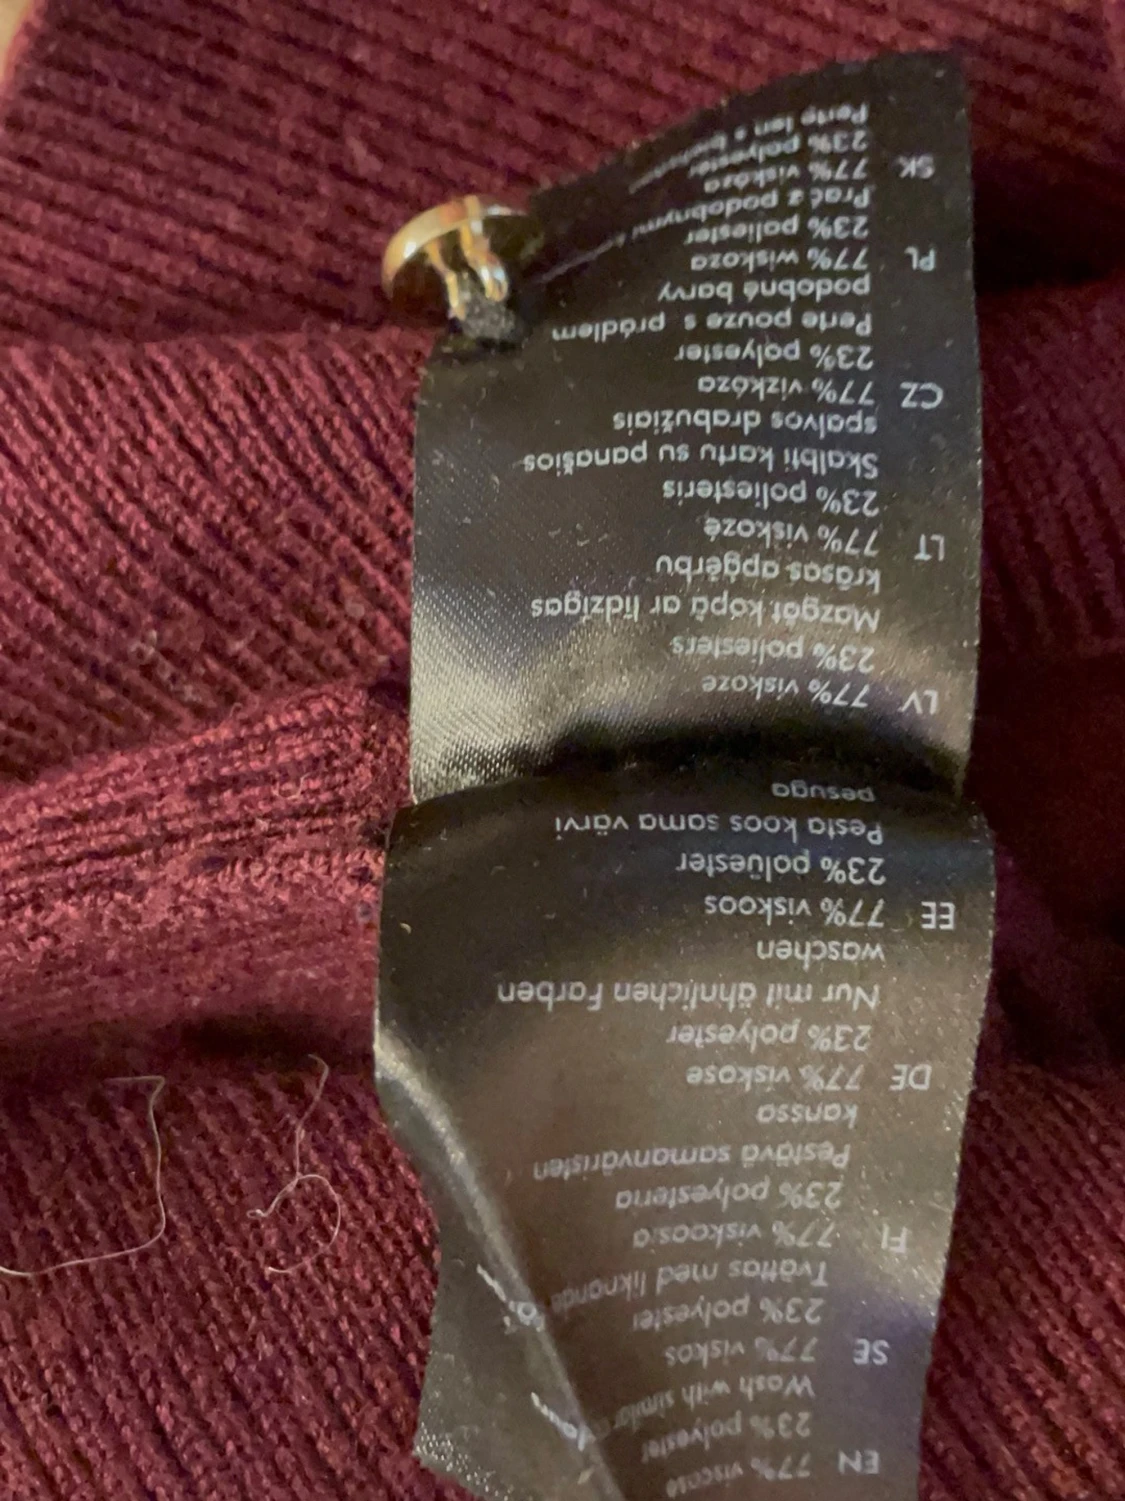 EN 77% viscose
23% polyester
Wash with similar
SE 77% viskos
23% polyester
Tvättas med liknande
FI 77% viskoosia
23% polyesteria
Pestävä samanväristen
kanssa
DE 77% viskose
23% polyester
Nur mit ähnlichen Farben
waschen
EE 77% viskoos
23% polüester
Pesta koos sama värvi
pesuga
LV 77% viskoze
23% poliesters
Mazgāt kopā ar līdzīgas
krāsas apģērbu
LT 77% viskozė
23% poliesteris
Skalbti kartu su panašios
spalvos drabužiais
CZ 77% vizkóza
23% polyester
Perte pouze s prádlem
podobné barvy
PL 77% wiskoza
23% poliester
Prać z podobnymi
SK 77% viskóza
23% polyester
Perte len s